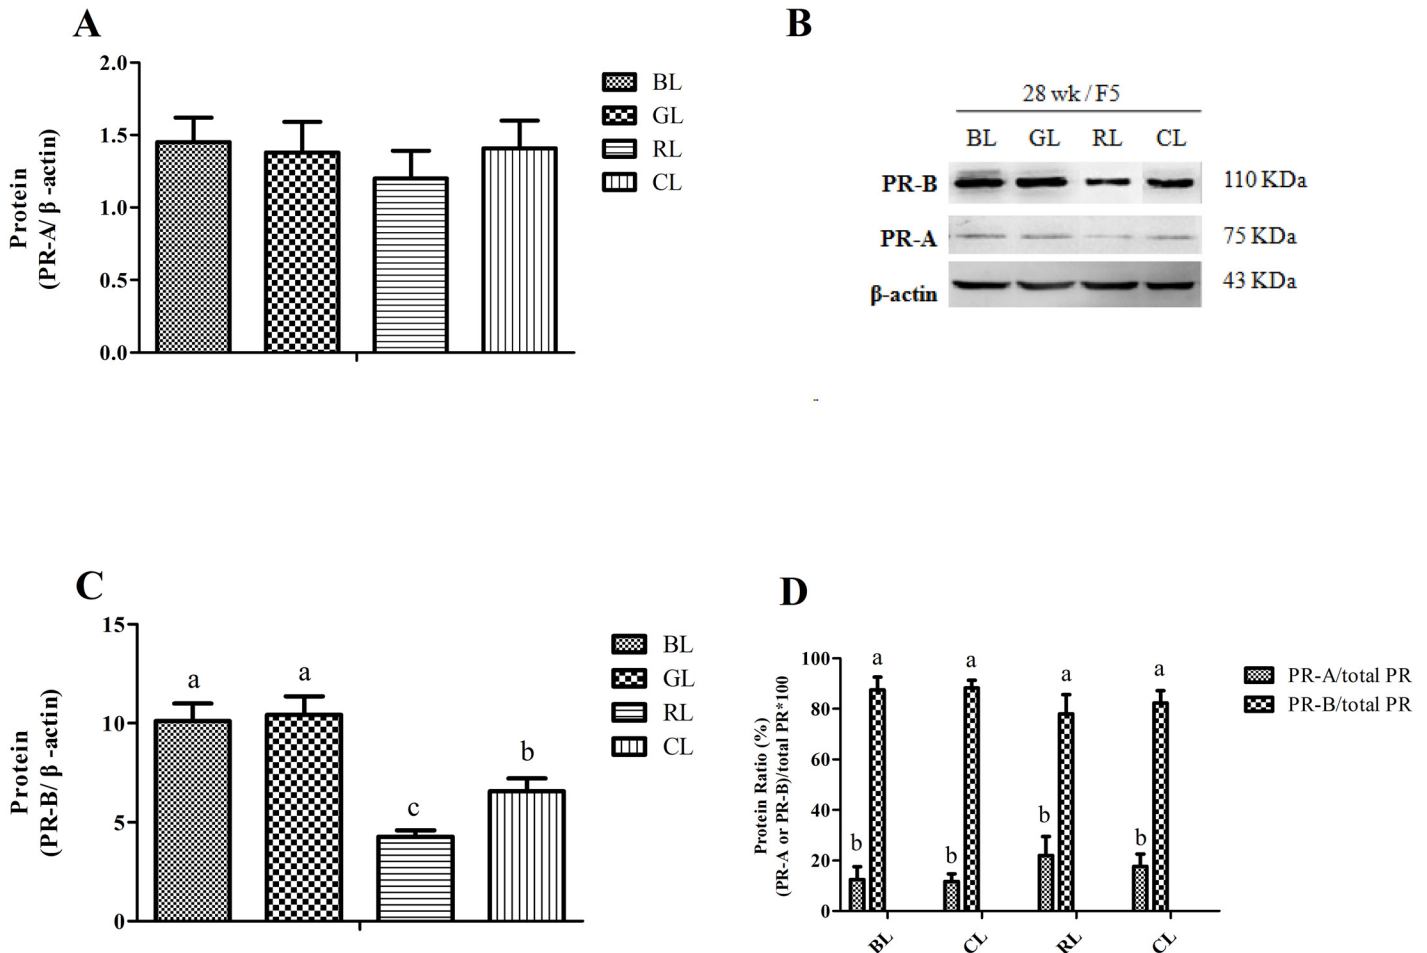 A
2.0
1.5
1.0
0.5
0.0
Protein
(PR-A/ β -actin)
BL
GL
RL
CL
B
28 wk / F5
BL GL RL CL
PR-B 110 KDa
PR-A 75 KDa
β-actin 43 KDa
C
15
10
5
0
Protein
(PR-B/ β -actin)
a
a
c
b
BL
GL
RL
CL
D
100
80
60
40
20
0
Protein Ratio (%)
(PR-A or PR-B)/total PR*100
b a
b a
b a
b a
BL CL RL CL
PR-A/total PR
PR-B/total PR